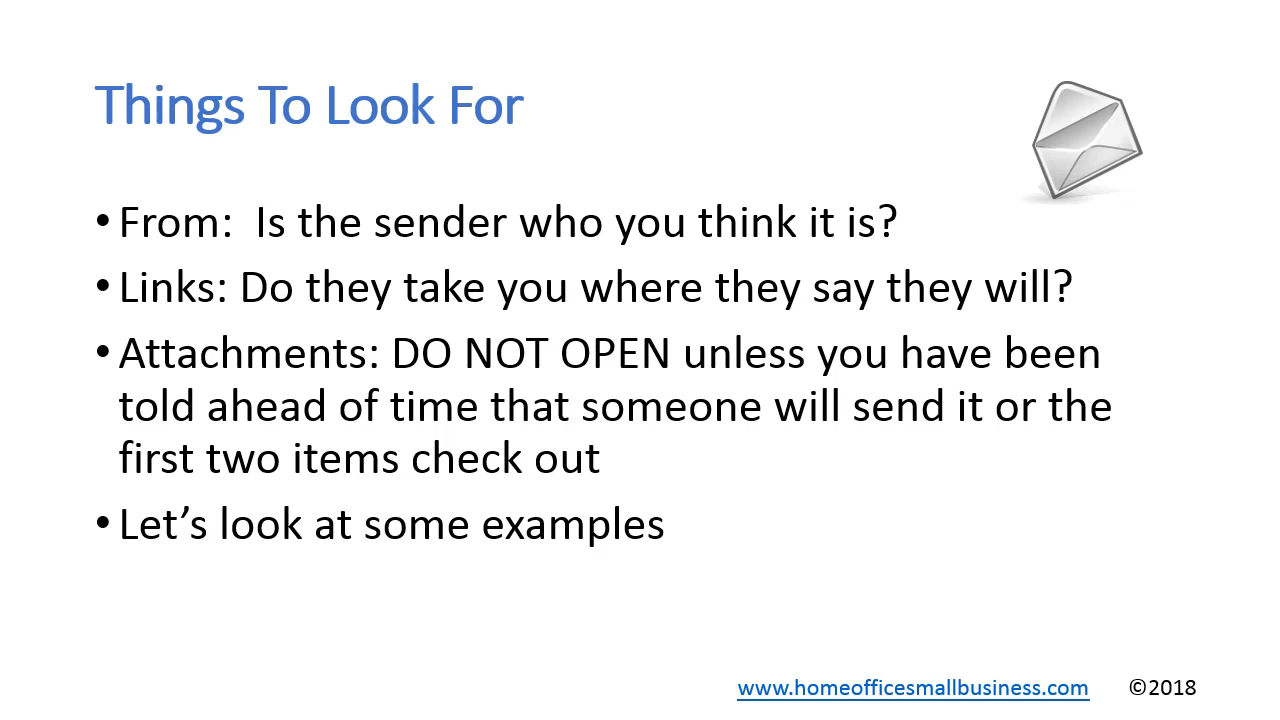 Things To Look For
• From:  Is the sender who you think it is?
• Links: Do they take you where they say they will?
• Attachments: DO NOT OPEN unless you have been
told ahead of time that someone will send it or the
first two items check out
• Let’s look at some examples
www.homeofficesmallbusiness.com ©2018